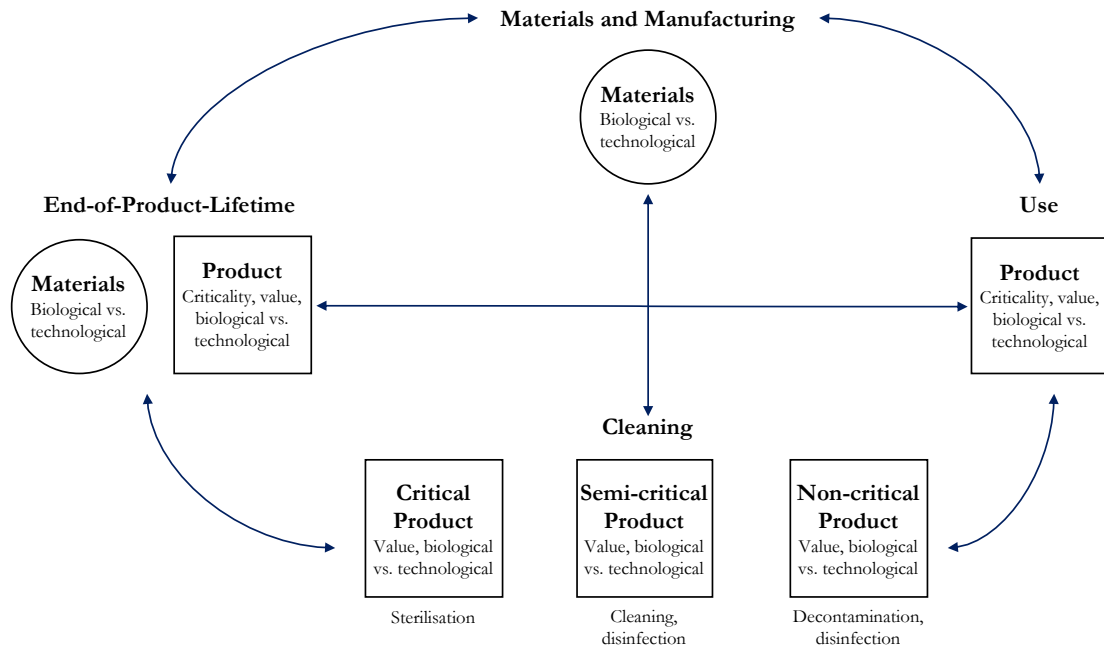 Materials and Manufacturing
Materials
Biological vs.
technological
End-of-Product-Lifetime
Use
Materials
Biological vs.
technological
Product
Criticality, value,
biological vs.
technological
Product
Criticality, value,
biological vs.
technological
Cleaning
Critical
Product
Value, biological
vs. technological
Semi-critical
Product
Value, biological
vs. technological
Non-critical
Product
Value, biological
vs. technological
Sterilisation
Cleaning,
disinfection
Decontamination,
disinfection